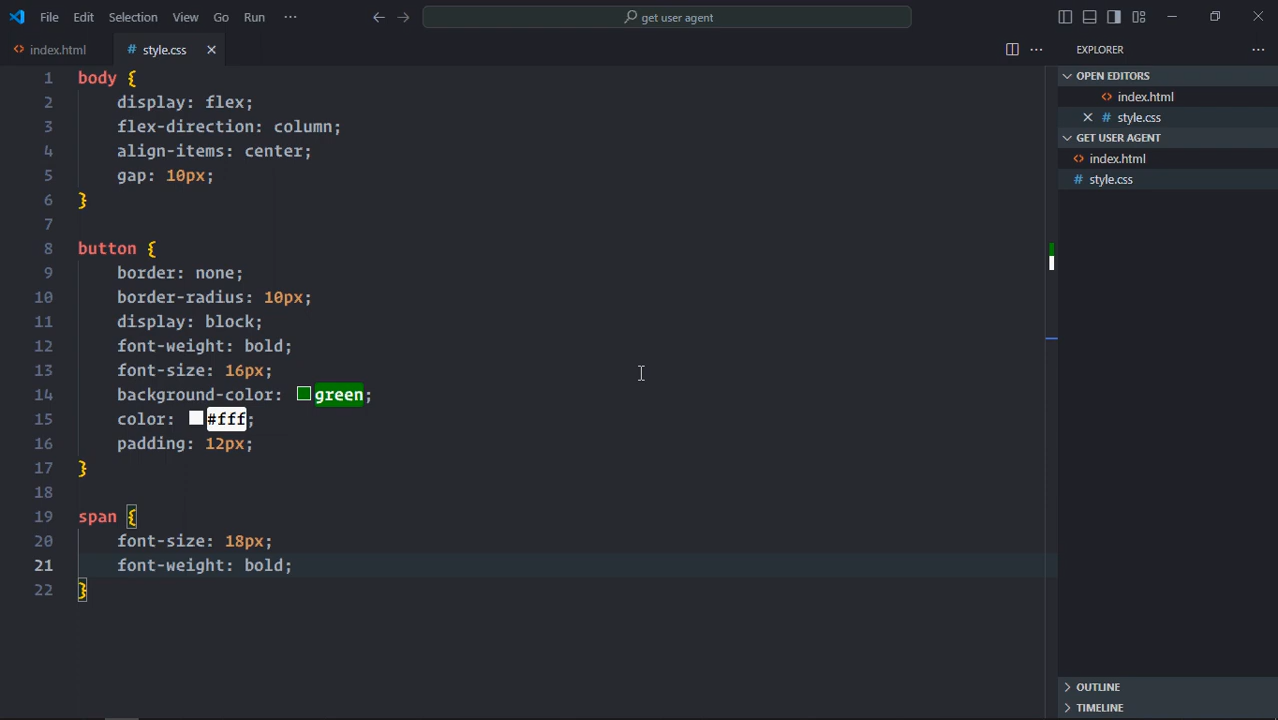 File Edit Selection View Go Run ··· get user agent
index.html style.css
1 body {
2 display: flex;
3 flex-direction: column;
4 align-items: center;
5 gap: 10px;
6 }
7
8 button {
9 border: none;
10 border-radius: 10px;
11 display: block;
12 font-weight: bold;
13 font-size: 16px;
14 background-color: green;
15 color: #fff;
16 padding: 12px;
17 }
18
19 span {
20 font-size: 18px;
21 font-weight: bold;
22 }
EXPLORER
OPEN EDITORS
index.html
style.css
GET USER AGENT
index.html
style.css
OUTLINE
TIMELINE